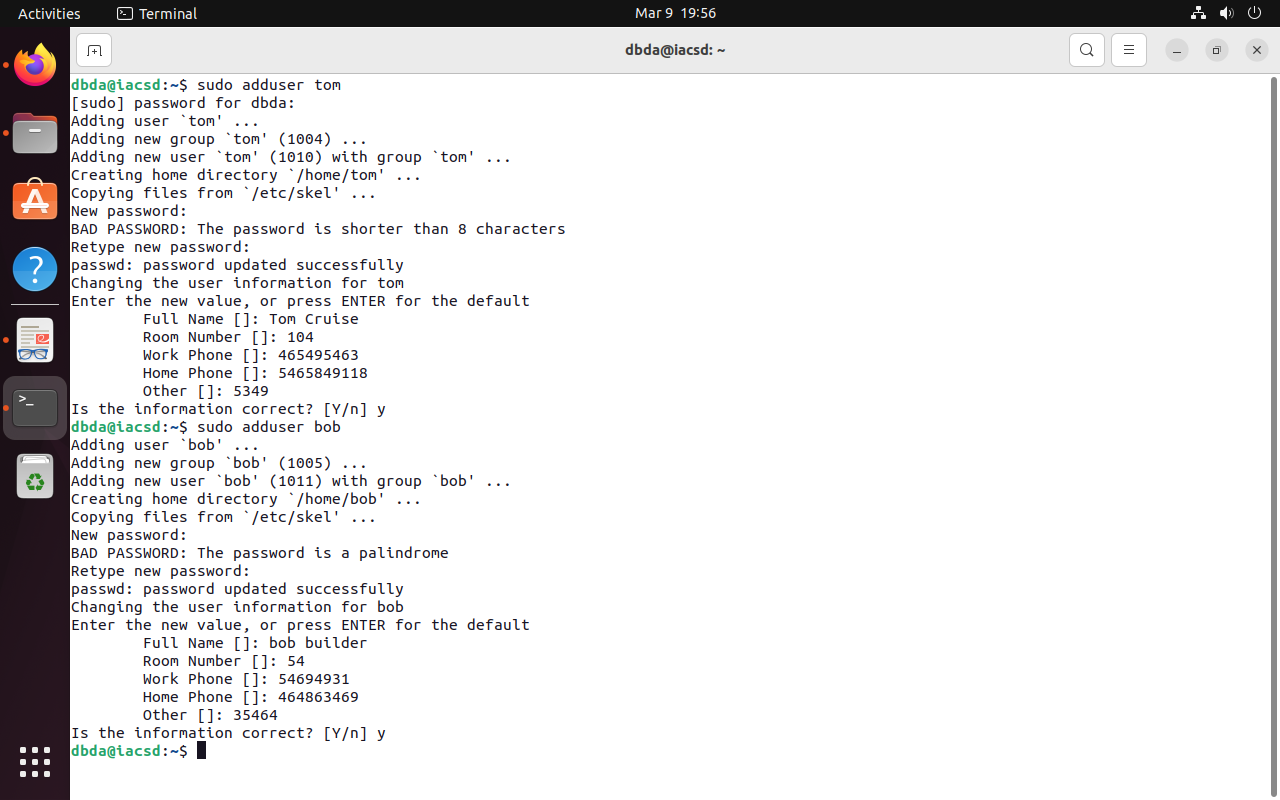 Activities
Terminal
Mar 9 19:56
dbda@iacsd: ~
dbda@iacsd:~$ sudo adduser tom
[sudo] password for dbda:
Adding user `tom' ...
Adding new group `tom' (1004) ...
Adding new user `tom' (1010) with group `tom' ...
Creating home directory `/home/tom' ...
Copying files from `/etc/skel' ...
New password:
BAD PASSWORD: The password is shorter than 8 characters
Retype new password:
passwd: password updated successfully
Changing the user information for tom
Enter the new value, or press ENTER for the default
Full Name []: Tom Cruise
Room Number []: 104
Work Phone []: 465495463
Home Phone []: 5465849118
Other []: 5349
Is the information correct? [Y/n] y
dbda@iacsd:~$ sudo adduser bob
Adding user `bob' ...
Adding new group `bob' (1005) ...
Adding new user `bob' (1011) with group `bob' ...
Creating home directory `/home/bob' ...
Copying files from `/etc/skel' ...
New password:
BAD PASSWORD: The password is a palindrome
Retype new password:
passwd: password updated successfully
Changing the user information for bob
Enter the new value, or press ENTER for the default
Full Name []: bob builder
Room Number []: 54
Work Phone []: 54694931
Home Phone []: 464863469
Other []: 35464
Is the information correct? [Y/n] y
dbda@iacsd:~$